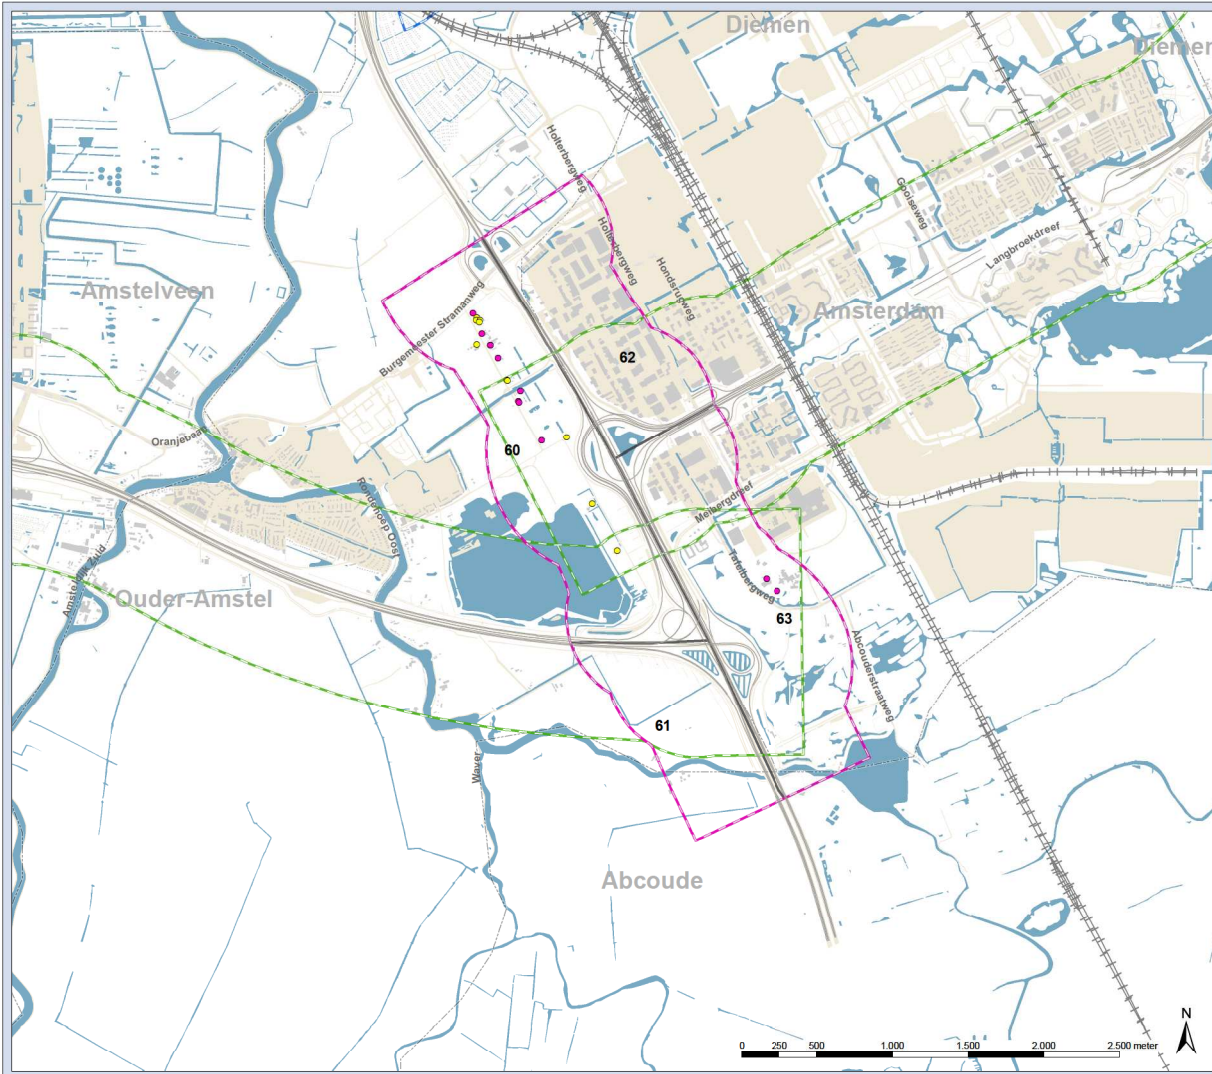 Diemen
Diemen
Holterbergweg
Gooiseweg
Langbroekdreef
Holterbergweg
Hondsrugweg
Amstelveen
Burgemeester Stramanweg
Amsterdam
62
Oranjebaan
60
Rondehoep Oost
Meibergdreef
Amsteldijk Zuid
Tafelbergweg
Ouder-Amstel
63
Abcouderstraatweg
61
Waver
Abcoude
N
0 250 500 1.000 1.500 2.000 2.500 meter